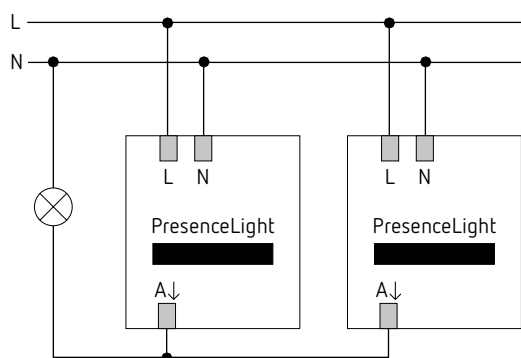 L
N
L N
L N
PresenceLight
PresenceLight
A↓
A↓